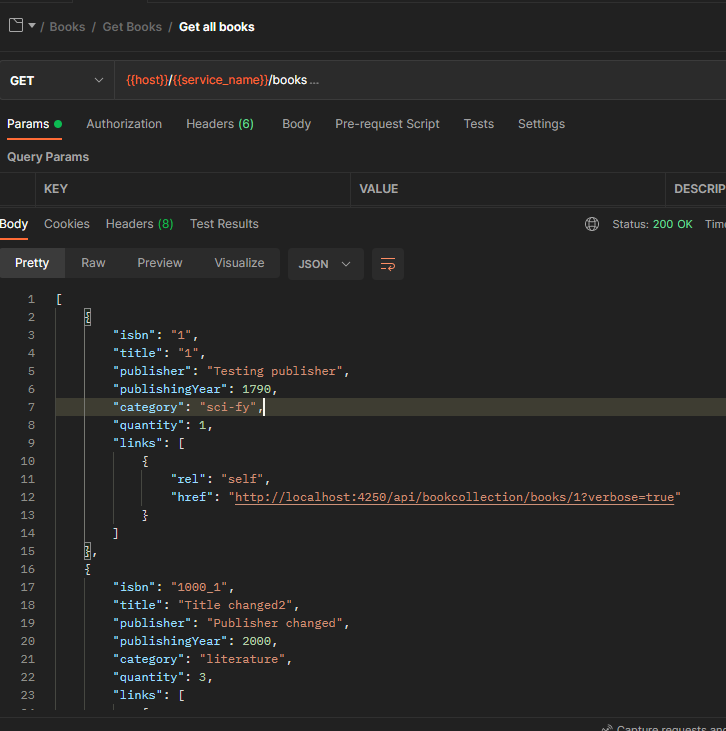 / Books / Get Books / Get all books
GET {{host}}/{{service_name}}/books ...
Params Authorization Headers (6) Body Pre-request Script Tests Settings
Query Params
KEY VALUE DESCRIP
Body Cookies Headers (8) Test Results Status: 200 OK Time
Pretty Raw Preview Visualize JSON
1 [
2 {
3 "isbn": "1",
4 "title": "1",
5 "publisher": "Testing publisher",
6 "publishingYear": 1790,
7 "category": "sci-fy",
8 "quantity": 1,
9 "links": [
10 {
11 "rel": "self",
12 "href": "http://localhost:4250/api/bookcollection/books/1?verbose=true"
13 }
14 ]
15 },
16 {
17 "isbn": "1000_1",
18 "title": "Title changed2",
19 "publisher": "Publisher changed",
20 "publishingYear": 2000,
21 "category": "literature",
22 "quantity": 3,
23 "links": [
Capture requests and